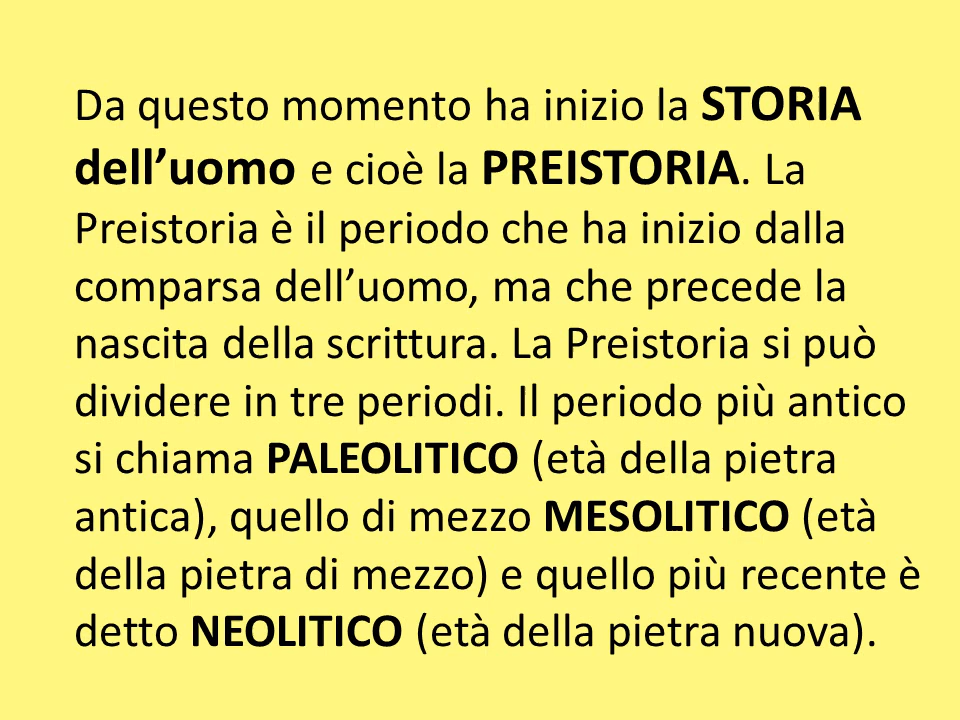 Da questo momento ha inizio la STORIA
dell’uomo e cioè la PREISTORIA. La
Preistoria è il periodo che ha inizio dalla
comparsa dell’uomo, ma che precede la
nascita della scrittura. La Preistoria si può
dividere in tre periodi. Il periodo più antico
si chiama PALEOLITICO (età della pietra
antica), quello di mezzo MESOLITICO (età
della pietra di mezzo) e quello più recente è
detto NEOLITICO (età della pietra nuova).